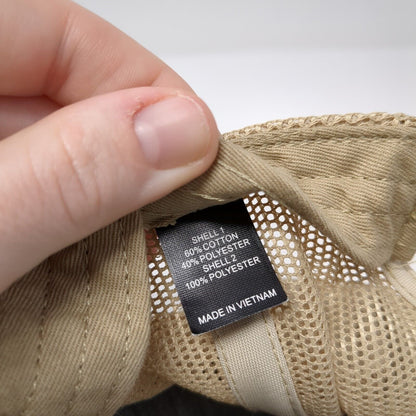 SHELL 1
60% COTTON
40% POLYESTER
SHELL 2
100% POLYESTER
MADE IN VIETNAM